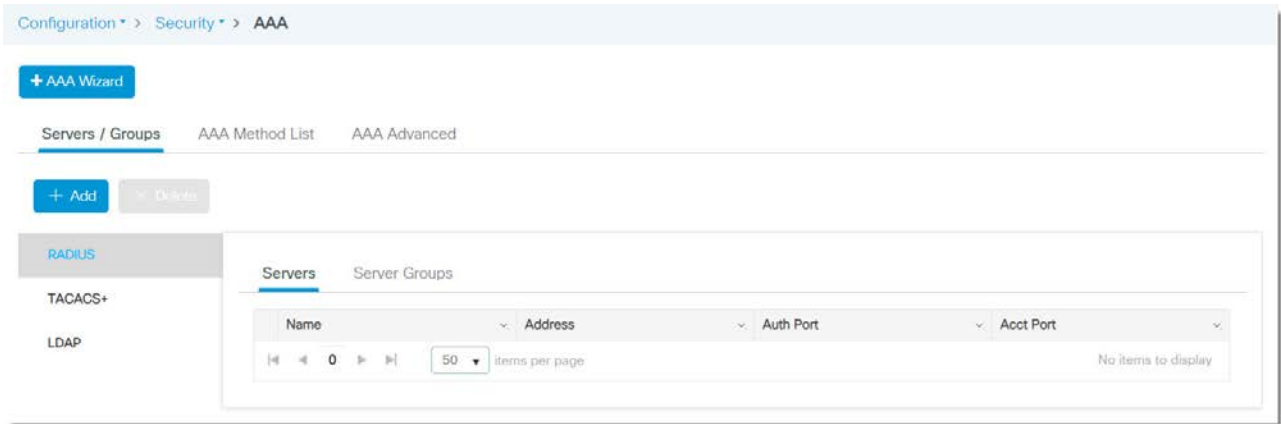 Configuration > Security > AAA
+ AAA Wizard
Servers / Groups AAA Method List AAA Advanced
+ Add × Delete
RADIUS
Servers Server Groups
TACACS+
Name Address Auth Port Acct Port
LDAP
0 50 items per page No items to display